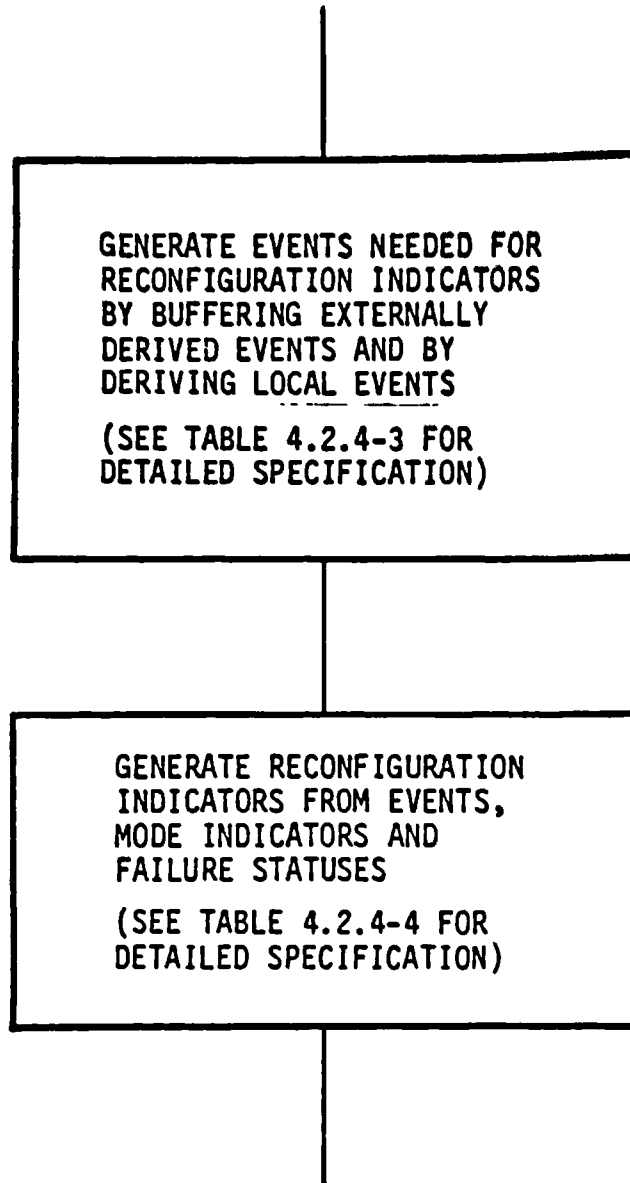 GENERATE EVENTS NEEDED FOR
RECONFIGURATION INDICATORS
BY BUFFERING EXTERNALLY
DERIVED EVENTS AND BY
DERIVING LOCAL EVENTS
(SEE TABLE 4.2.4-3 FOR
DETAILED SPECIFICATION)
GENERATE RECONFIGURATION
INDICATORS FROM EVENTS,
MODE INDICATORS AND
FAILURE STATUSES
(SEE TABLE 4.2.4-4 FOR
DETAILED SPECIFICATION)